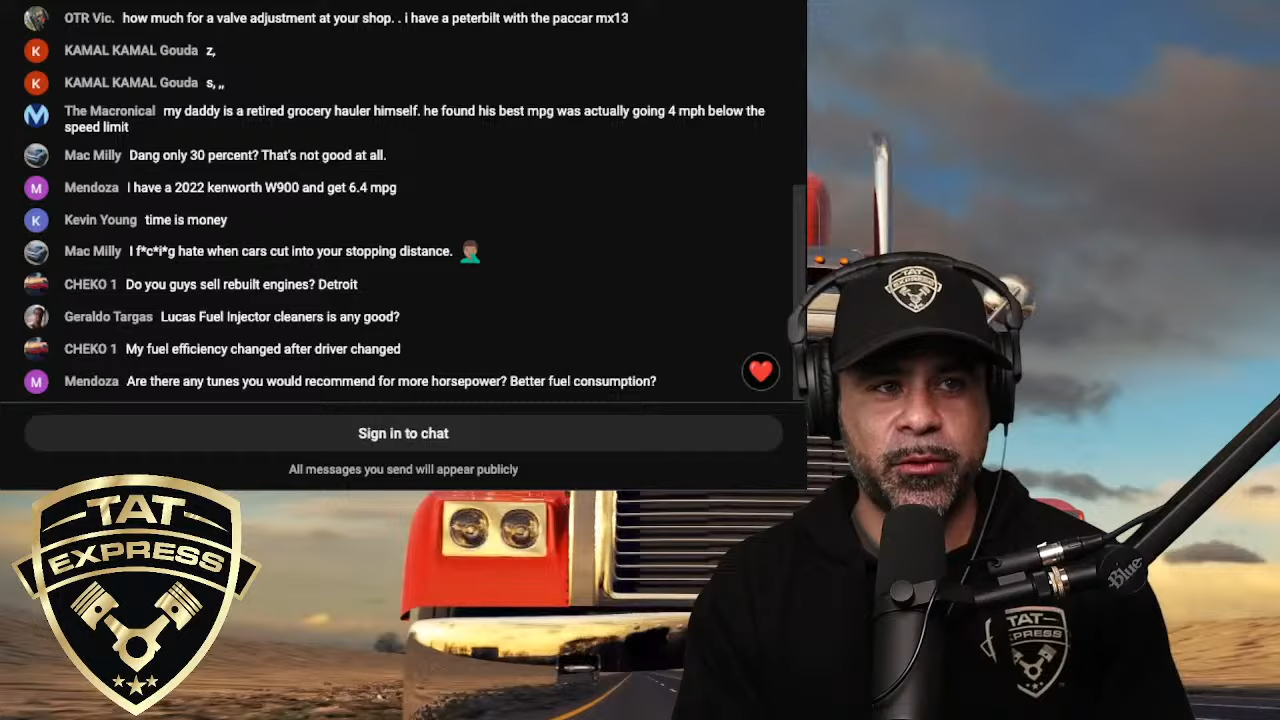 OTR Vic. how much for a valve adjustment at your shop. . i have a peterbilt with the paccar mx13
K KAMAL KAMAL Gouda z,
K KAMAL KAMAL Gouda s, ,,
The Macronical my daddy is a retired grocery hauler himself. he found his best mpg was actually going 4 mph below the
speed limit
Mac Milly Dang only 30 percent? That's not good at all.
M Mendoza I have a 2022 kenworth W900 and get 6.4 mpg
K Kevin Young time is money
Mac Milly I f*c*i*g hate when cars cut into your stopping distance. 🤦🏽‍♂️
CHEKO 1 Do you guys sell rebuilt engines? Detroit
Geraldo Targas Lucas Fuel Injector cleaners is any good?
CHEKO 1 My fuel efficiency changed after driver changed
M Mendoza Are there any tunes you would recommend for more horsepower? Better fuel consumption?
Sign in to chat
All messages you send will appear publicly
TAT
EXPRESS
TAT
EXPRESS
Blue
TAT
EXPRESS